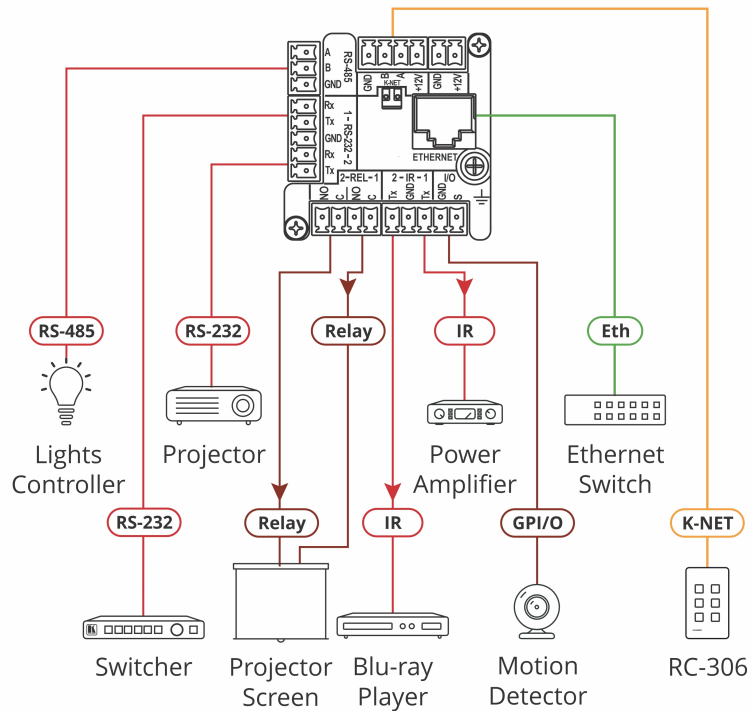 A
B
GND
RS-485
GND
B
A
+12V
GND
+12V
K-NET
Rx
Tx
GND
Rx
Tx
1-RS-232-2
ETHERNET
2-REL-1
2-IR-1
I/O
NO
C
NO
C
Tx
GND
Tx
GND
S
RS-485
RS-232
Relay
IR
Eth
Lights
Controller
Projector
Power
Amplifier
Ethernet
Switch
RS-232
Relay
IR
GPI/O
K-NET
Switcher
Projector
Screen
Blu-ray
Player
Motion
Detector
RC-306